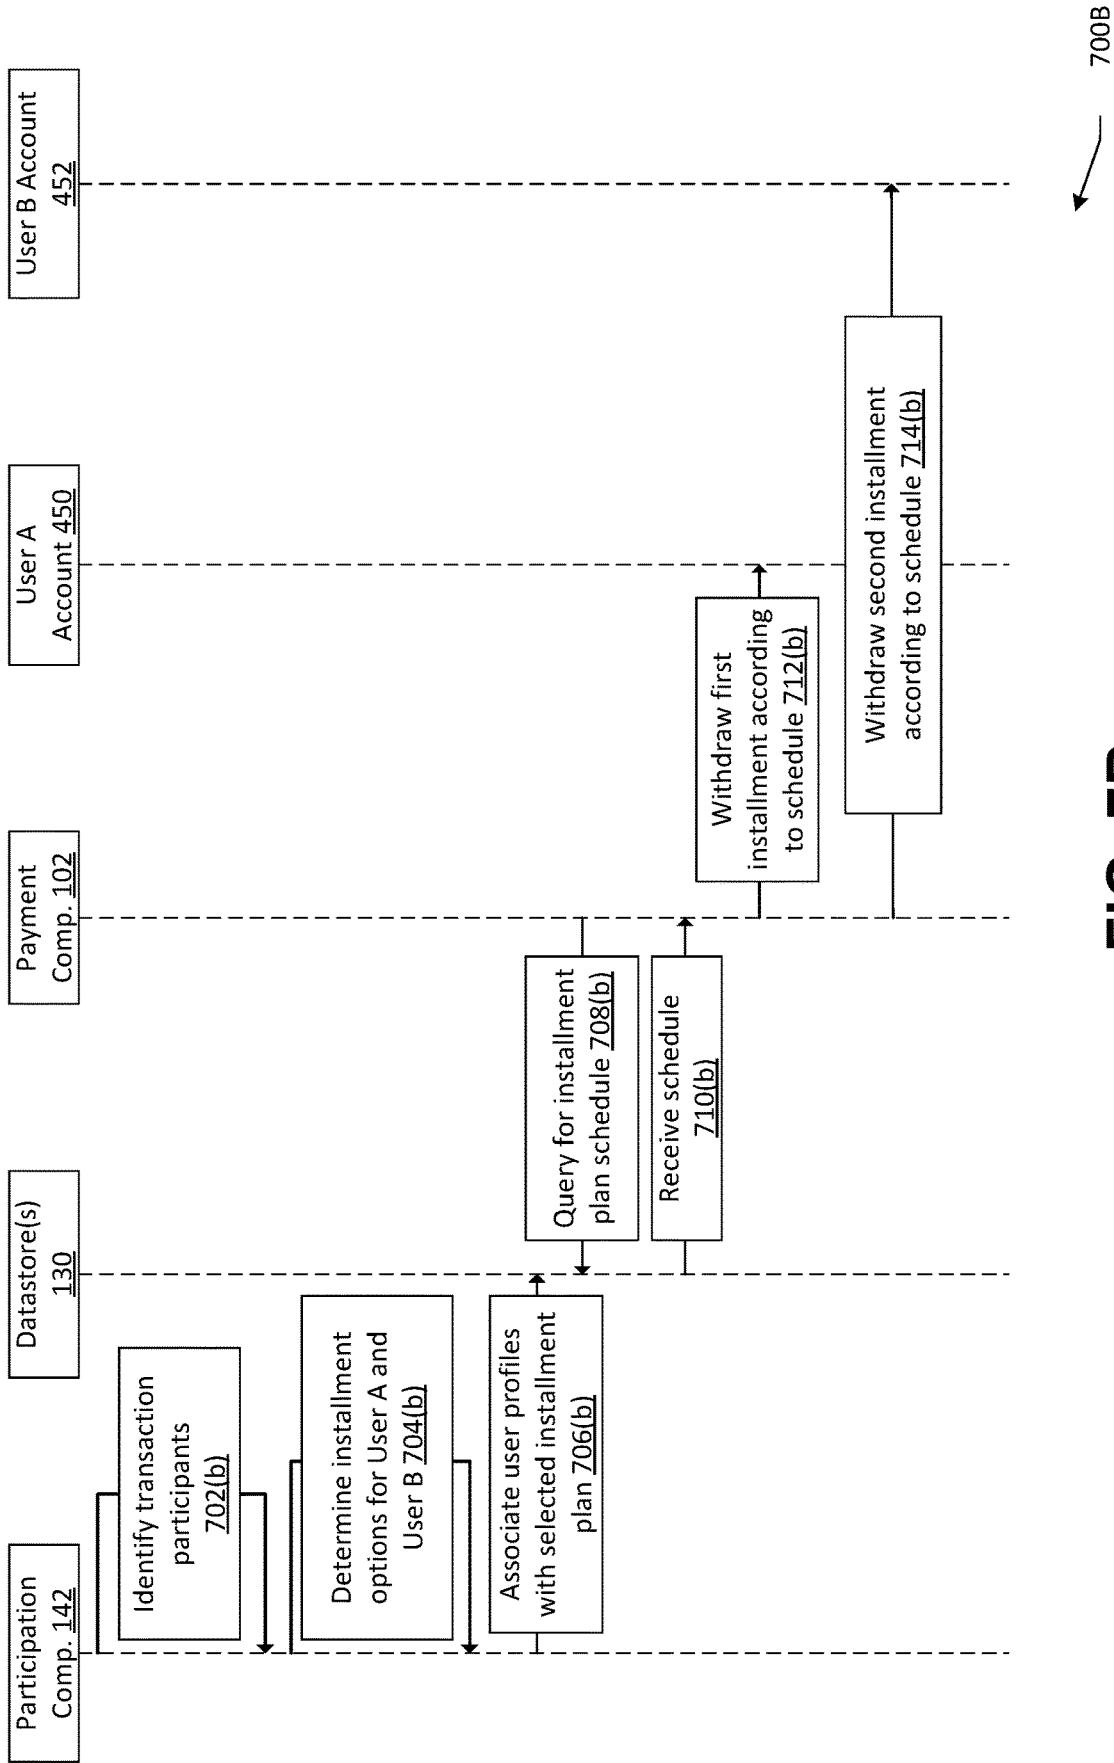 Participation
Comp. 142
Datastore(s)
130
Payment
Comp. 102
User A
Account 450
User B Account
452
Identify transaction
participants
702(b)
Determine installment
options for User A and
User B 704(b)
Associate user profiles
with selected installment
plan 706(b)
Query for installment
plan schedule 708(b)
Receive schedule
710(b)
Withdraw first
installment according
to schedule 712(b)
Withdraw second installment
according to schedule 714(b)
700B
FIG. 7B